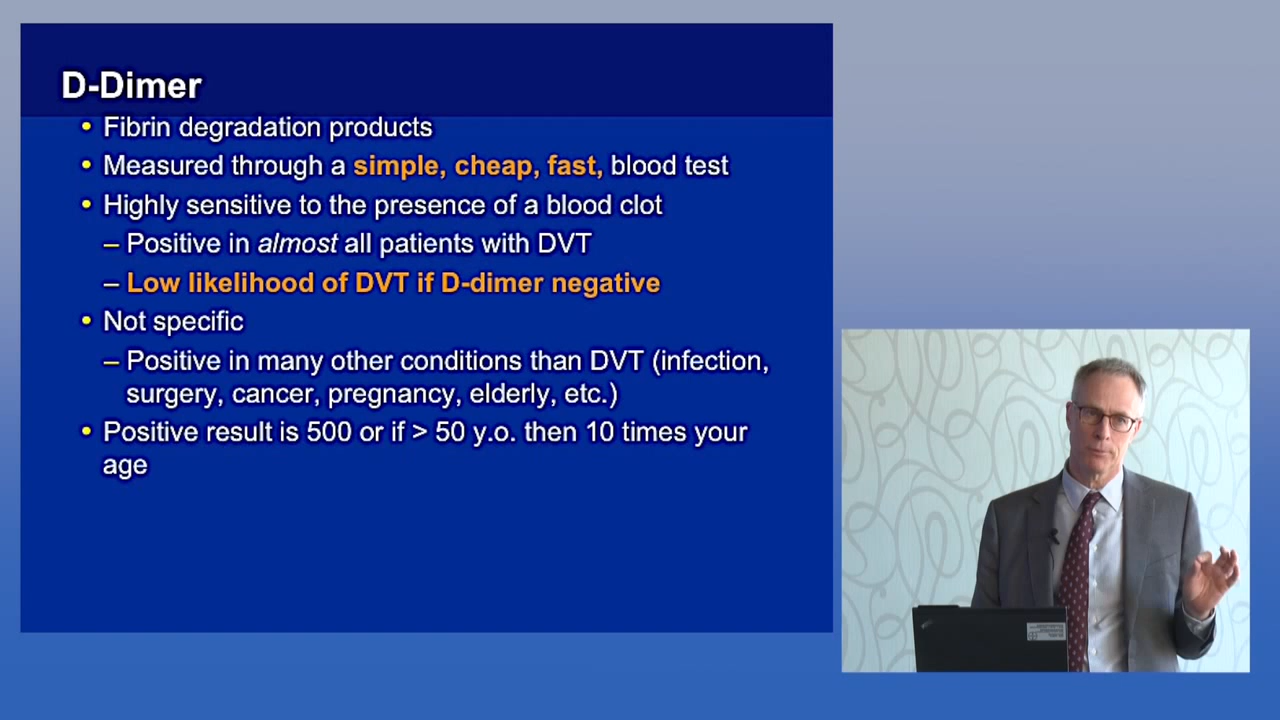 D-Dimer
• Fibrin degradation products
• Measured through a simple, cheap, fast, blood test
• Highly sensitive to the presence of a blood clot
– Positive in almost all patients with DVT
– Low likelihood of DVT if D-dimer negative
• Not specific
– Positive in many other conditions than DVT (infection,
surgery, cancer, pregnancy, elderly, etc.)
• Positive result is 500 or if > 50 y.o. then 10 times your
age